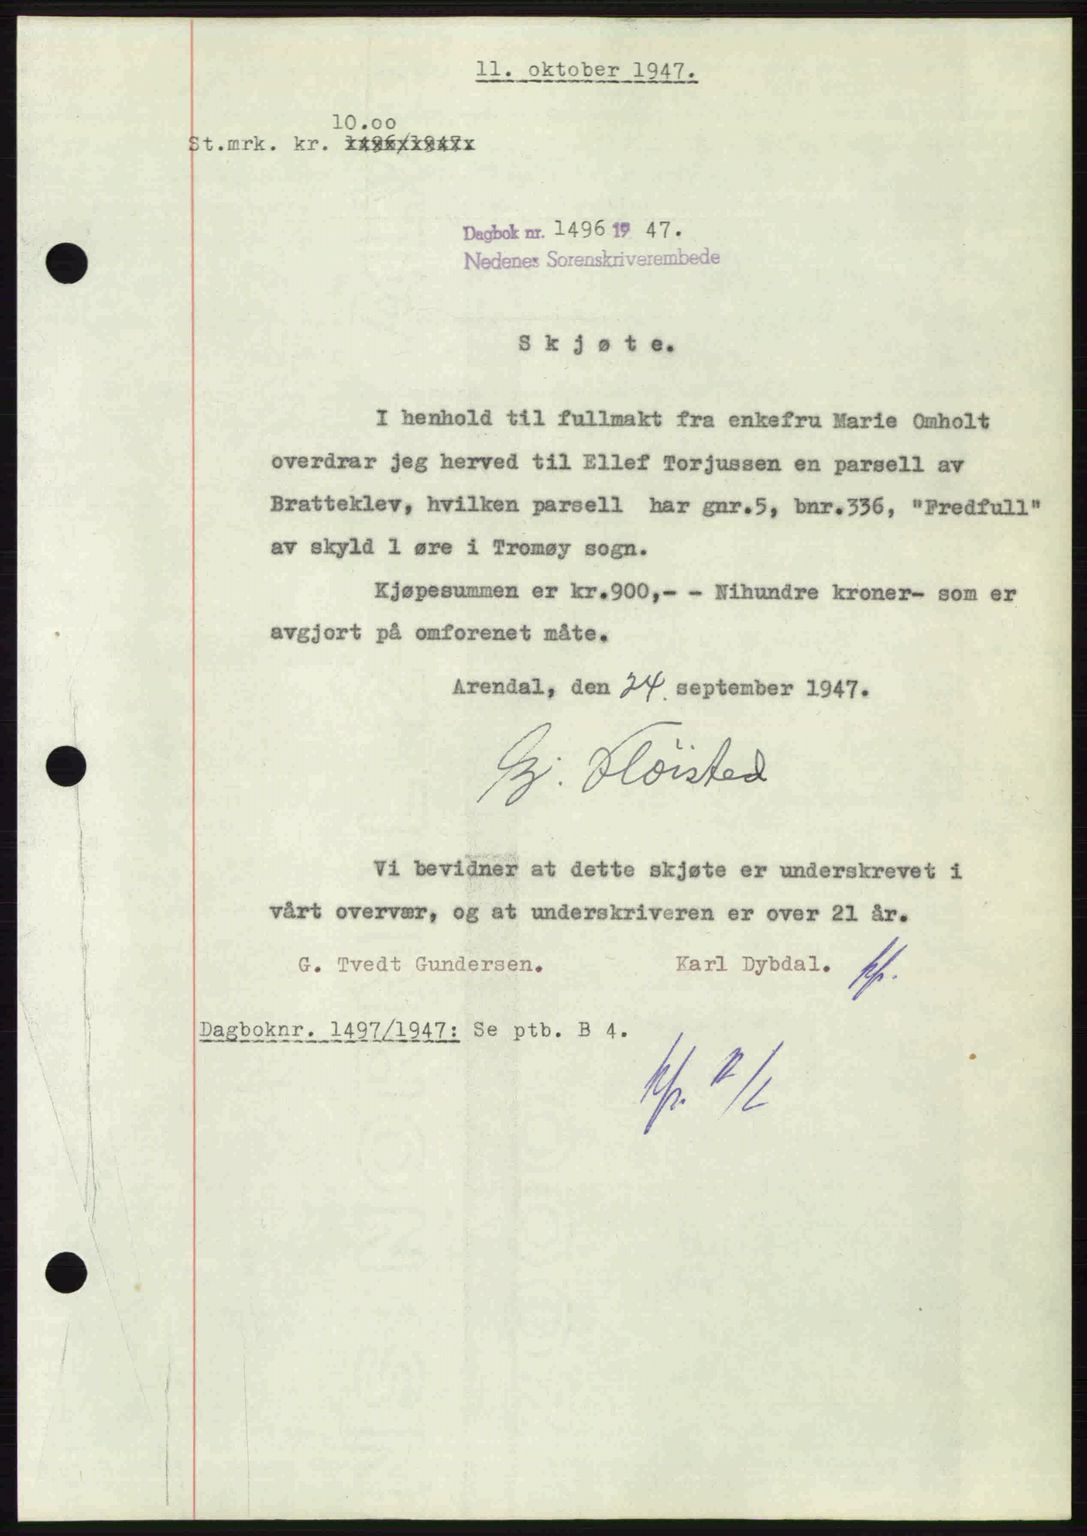 11. oktober 1947.
10.oo
St.mrk. kr. 1496/1947
Dagbok nr. 1496 19 47.
Nedenes Sorenskriverembede
S k j ø t e.
I henhold til fullmakt fra enkefru Marie Omholt
overdrar jeg herved til Ellef Torjussen en parsell av
Bratteklev, hvilken parsell har gnr.5, bnr.336, "Fredfull"
av skyld 1 øre i Tromøy sogn.
Kjøpesummen er kr.900,- - Nihundre kroner- som er
avgjort på omforenet måte.
Arendal, den 24. september 1947.
Flöisted
Vi bevidner at dette skjøte er underskrevet i
vårt overvær, og at underskriveren er over 21 år.
G. Tvedt Gundersen. Karl Dybdal.
Dagboknr. 1497/1947: Se ptb. B 4.